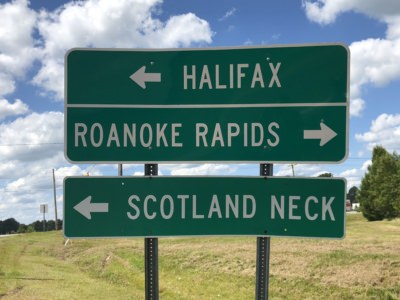 HALIFAX
ROANOKE RAPIDS
SCOTLAND NECK